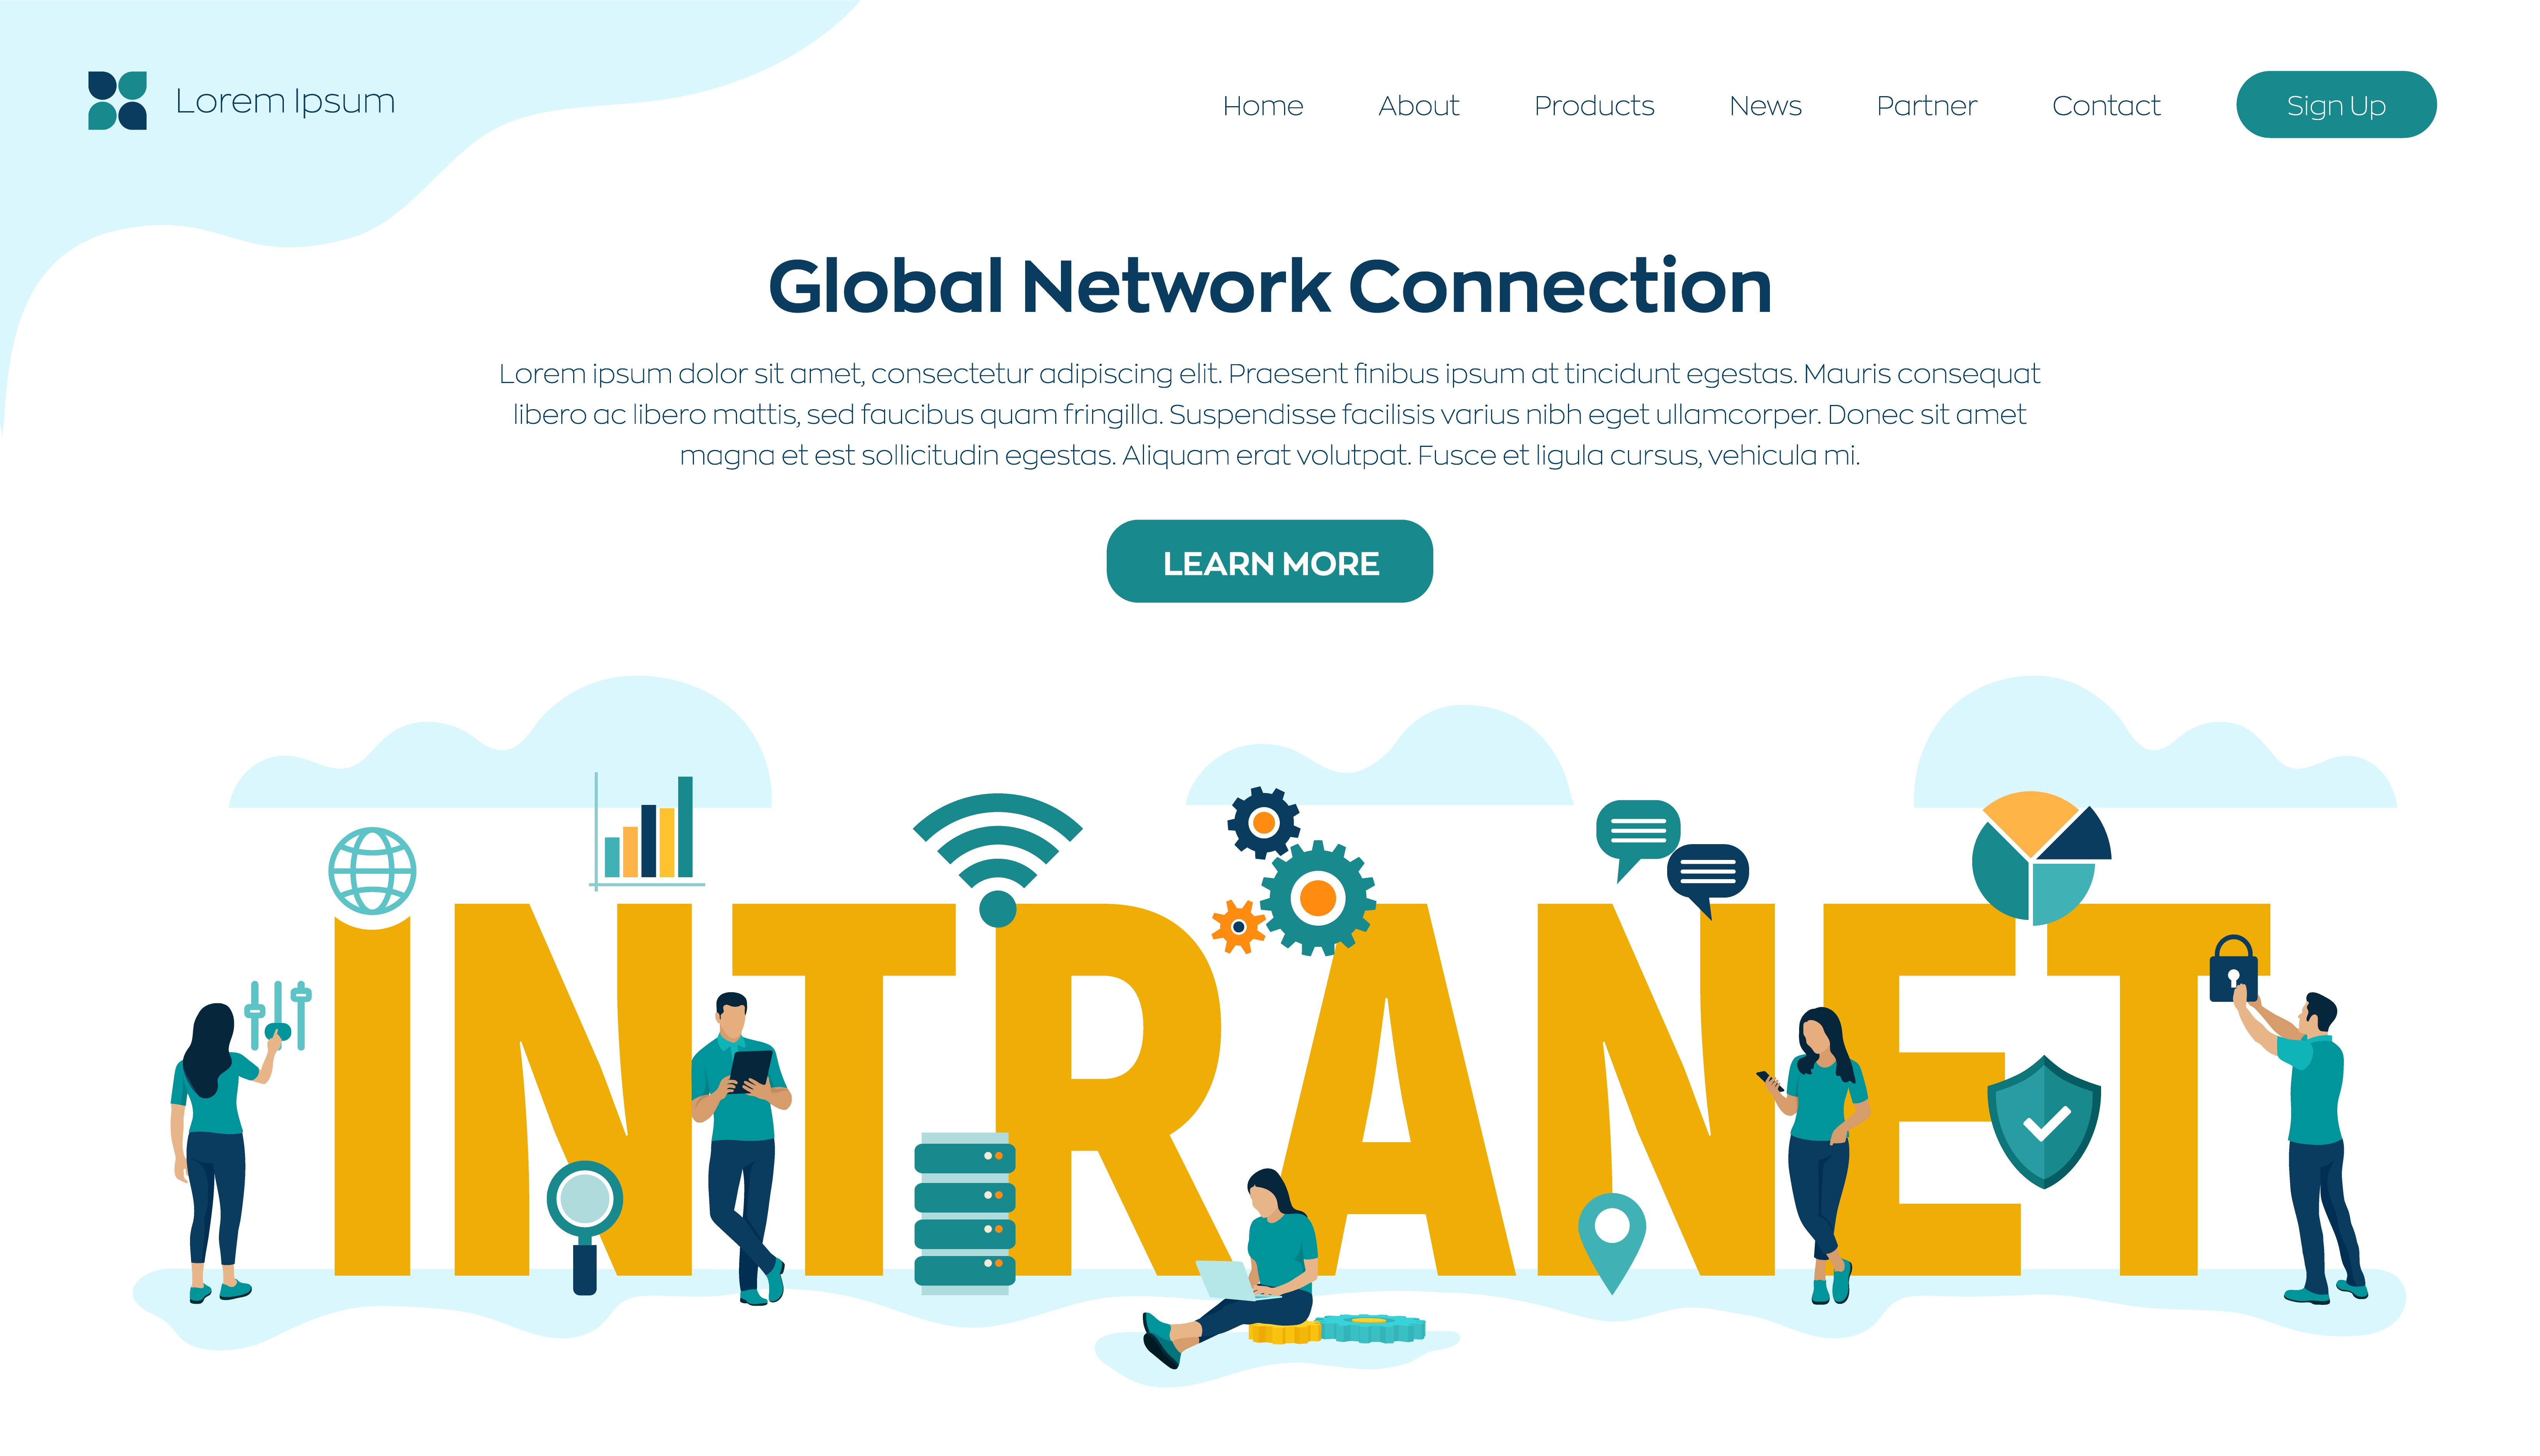 Lorem Ipsum
Home About Products News Partner Contact Sign Up
Global Network Connection
Lorem ipsum dolor sit amet, consectetur adipiscing elit. Praesent finibus ipsum at tincidunt egestas. Mauris consequat
libero ac libero mattis, sed faucibus quam fringilla. Suspendisse facilisis varius nibh eget ullamcorper. Donec sit amet
magna et est sollicitudin egestas. Aliquam erat volutpat. Fusce et ligula cursus, vehicula mi.
LEARN MORE
INTRANET